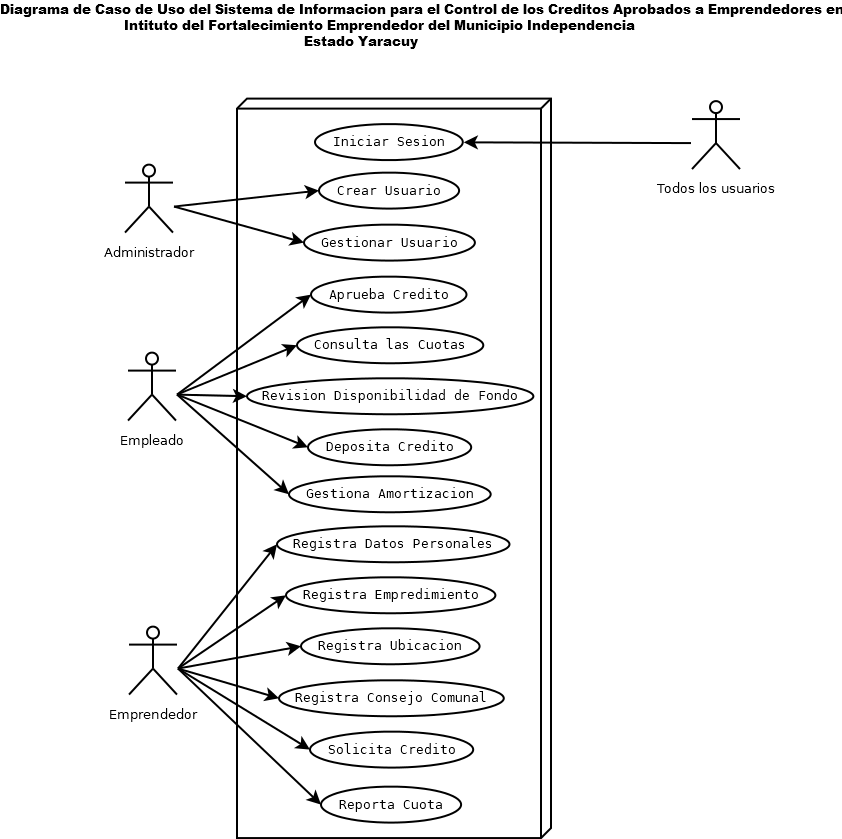 Diagrama de Caso de Uso del Sistema de Informacion para el Control de los Creditos Aprobados a Emprendedores en
Intituto del Fortalecimiento Emprendedor del Municipio Independencia
Estado Yaracuy
Iniciar Sesion
Todos los usuarios
Crear Usuario
Gestionar Usuario
Administrador
Aprueba Credito
Consulta las Cuotas
Revision Disponibilidad de Fondo
Empleado
Deposita Credito
Gestiona Amortizacion
Registra Datos Personales
Registra Empredimiento
Registra Ubicacion
Registra Consejo Comunal
Emprendedor
Solicita Credito
Reporta Cuota